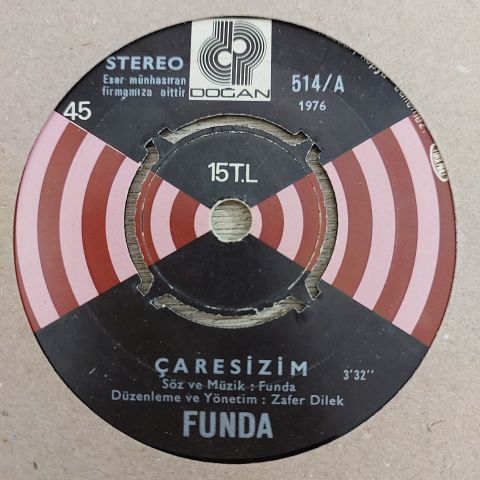 STEREO
Eser münhasıran
firmamıza aittir
DOĞAN
514/A
1976
45
15T.L
ÇARESİZİM
3'32''
Söz ve Müzik : Funda
Düzenleme ve Yönetim : Zafer Dilek
FUNDA